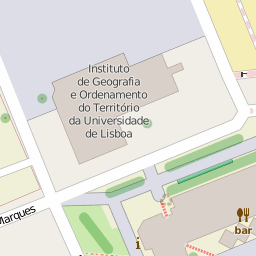 Instituto
de Geografia
e Ordenamento
do Território
da Universidade
de Lisboa
Marques
bar
i